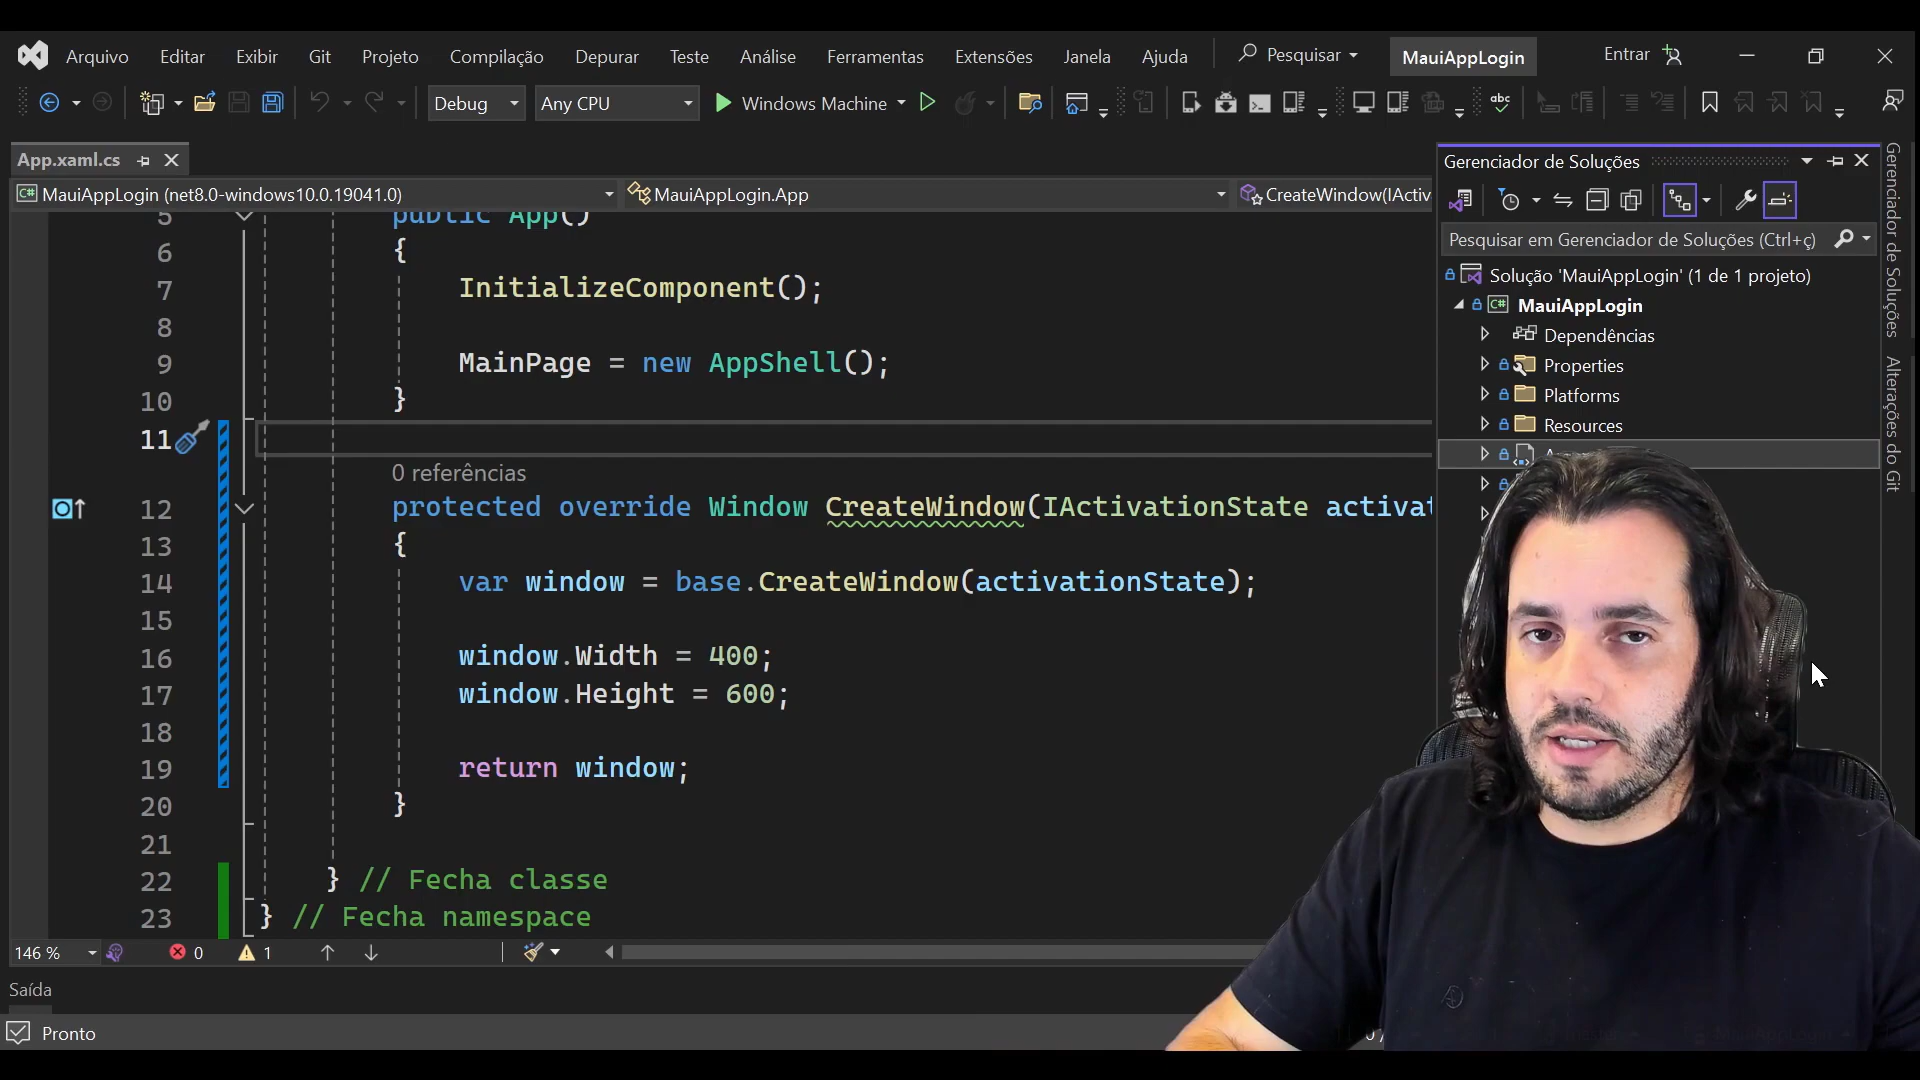 Arquivo Editar Exibir Git Projeto Compilação Depurar Teste Análise Ferramentas Extensões Janela Ajuda Pesquisar MauiAppLogin Entrar
Debug Any CPU Windows Machine abc
App.xaml.cs
C# MauiAppLogin (net8.0-windows10.0.19041.0) MauiAppLogin.App CreateWindow(IActiv
5 public App()
6 {
7 InitializeComponent();
8
9 MainPage = new AppShell();
10 }
11
0 referências
12 protected override Window CreateWindow(IActivationState activat
13 {
14 var window = base.CreateWindow(activationState);
15
16 window.Width = 400;
17 window.Height = 600;
18
19 return window;
20 }
21
22 } // Fecha classe
23 } // Fecha namespace
146 % 0 1
Saída
Pronto
Gerenciador de Soluções
Pesquisar em Gerenciador de Soluções (Ctrl+ç)
Solução 'MauiAppLogin' (1 de 1 projeto)
C# MauiAppLogin
Dependências
Properties
Platforms
Resources
Gerenciador de Soluções
Alterações do Git